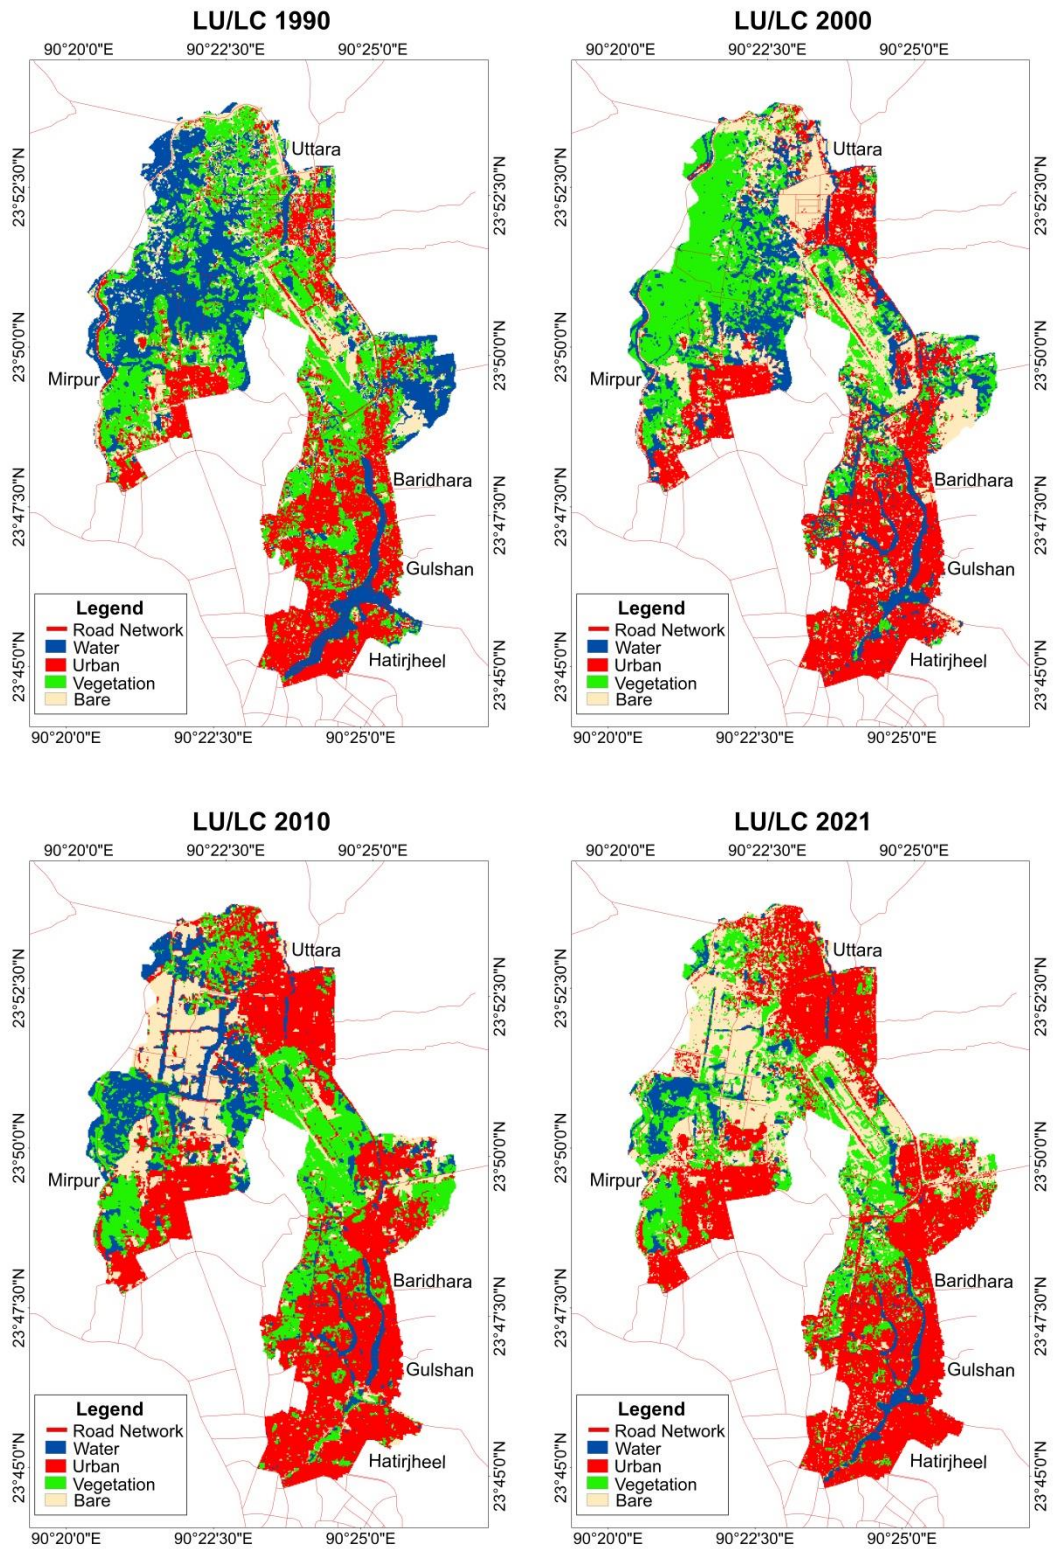 LU/LC 1990
90°20'0"E 90°22'30"E 90°25'0"E
Uttara
23°52'30"N 23°52'30"N
23°50'0"N 23°50'0"N
Mirpur
Baridhara
23°47'30"N 23°47'30"N
Gulshan
Legend
Road Network
Water
Urban
Vegetation
Bare
Hatirjheel
23°45'0"N 23°45'0"N
90°20'0"E 90°22'30"E 90°25'0"E
LU/LC 2000
90°20'0"E 90°22'30"E 90°25'0"E
Uttara
23°52'30"N 23°52'30"N
23°50'0"N 23°50'0"N
Mirpur
Baridhara
23°47'30"N 23°47'30"N
Gulshan
Legend
Road Network
Water
Urban
Vegetation
Bare
Hatirjheel
23°45'0"N 23°45'0"N
90°20'0"E 90°22'30"E 90°25'0"E
LU/LC 2010
90°20'0"E 90°22'30"E 90°25'0"E
Uttara
23°52'30"N 23°52'30"N
23°50'0"N 23°50'0"N
Mirpur
Baridhara
23°47'30"N 23°47'30"N
Gulshan
Legend
Road Network
Water
Urban
Vegetation
Bare
Hatirjheel
23°45'0"N 23°45'0"N
90°20'0"E 90°22'30"E 90°25'0"E
LU/LC 2021
90°20'0"E 90°22'30"E 90°25'0"E
Uttara
23°52'30"N 23°52'30"N
23°50'0"N 23°50'0"N
Mirpur
Baridhara
23°47'30"N 23°47'30"N
Gulshan
Legend
Road Network
Water
Urban
Vegetation
Bare
Hatirjheel
23°45'0"N 23°45'0"N
90°20'0"E 90°22'30"E 90°25'0"E